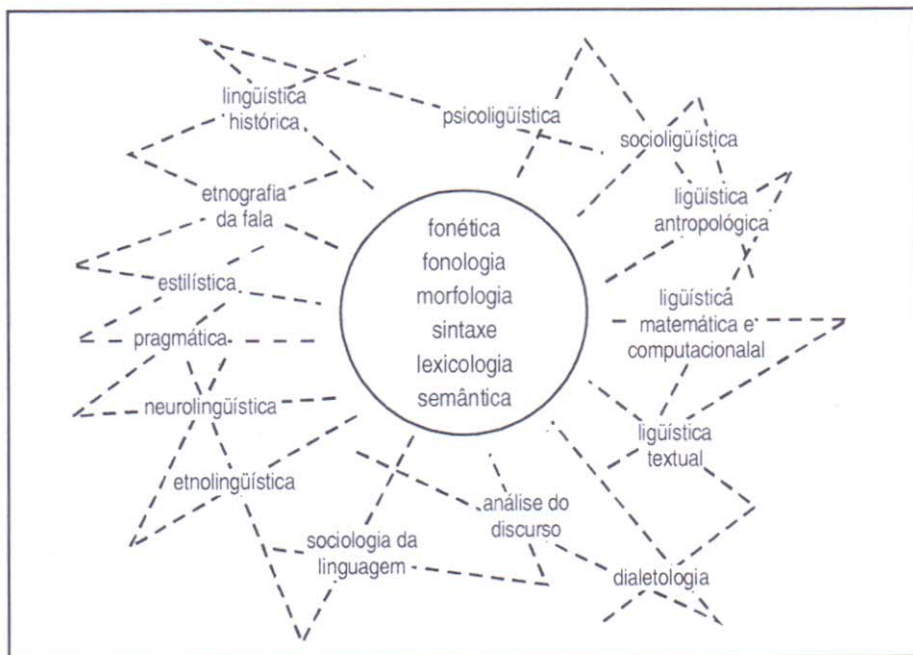 lingüística
histórica
psicoligüística
socioligüística
etnografia
da fala
ligüística
antropológica
fonética
fonologia
morfologia
sintaxe
lexicologia
semântica
estilística
pragmática
ligüística
matemática e
computacionalal
neurolingüística
ligüística
textual
etnolingüística
análise do
discurso
sociologia da
linguagem
dialetologia